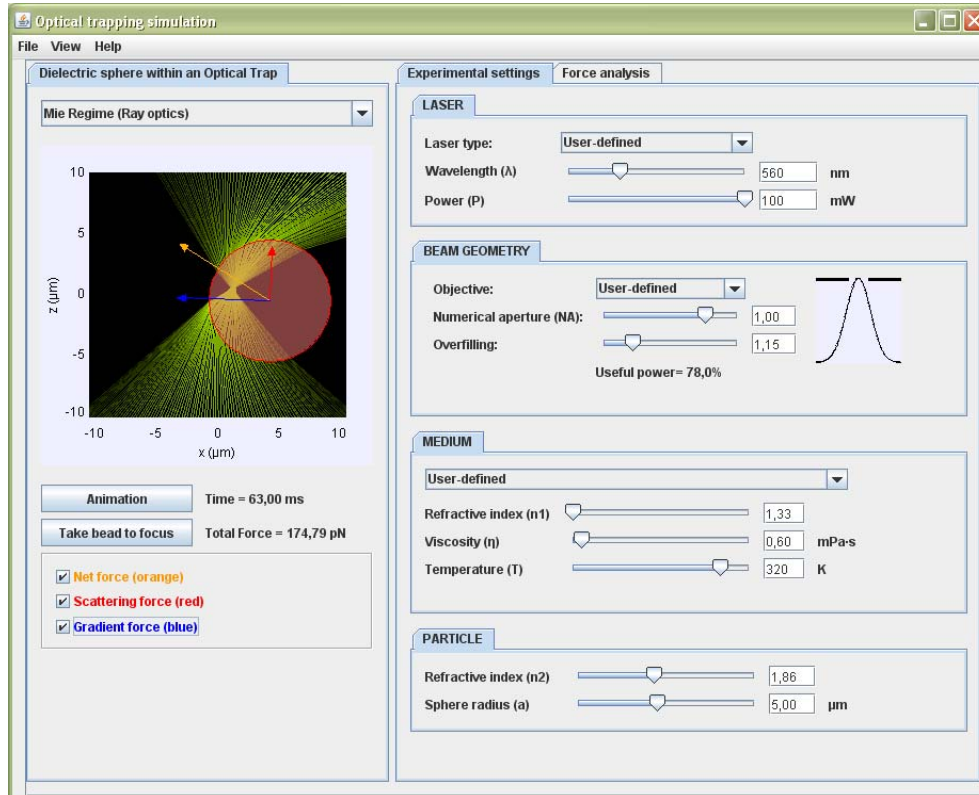 Optical trapping simulation
File View Help
Dielectric sphere within an Optical Trap
Mie Regime (Ray optics)
10
5
0
-5
-10
z (µm)
-10 -5 0 5 10
x (µm)
Animation Time = 63,00 ms
Take bead to focus Total Force = 174,79 pN
Net force (orange)
Scattering force (red)
Gradient force (blue)
Experimental settings Force analysis
LASER
Laser type: User-defined
Wavelength (λ) 560 nm
Power (P) 100 mW
BEAM GEOMETRY
Objective: User-defined
Numerical aperture (NA): 1,00
Overfilling: 1,15
Useful power= 78,0%
MEDIUM
User-defined
Refractive index (n1) 1,33
Viscosity (η) 0,60 mPa·s
Temperature (T) 320 K
PARTICLE
Refractive index (n2) 1,86
Sphere radius (a) 5,00 µm